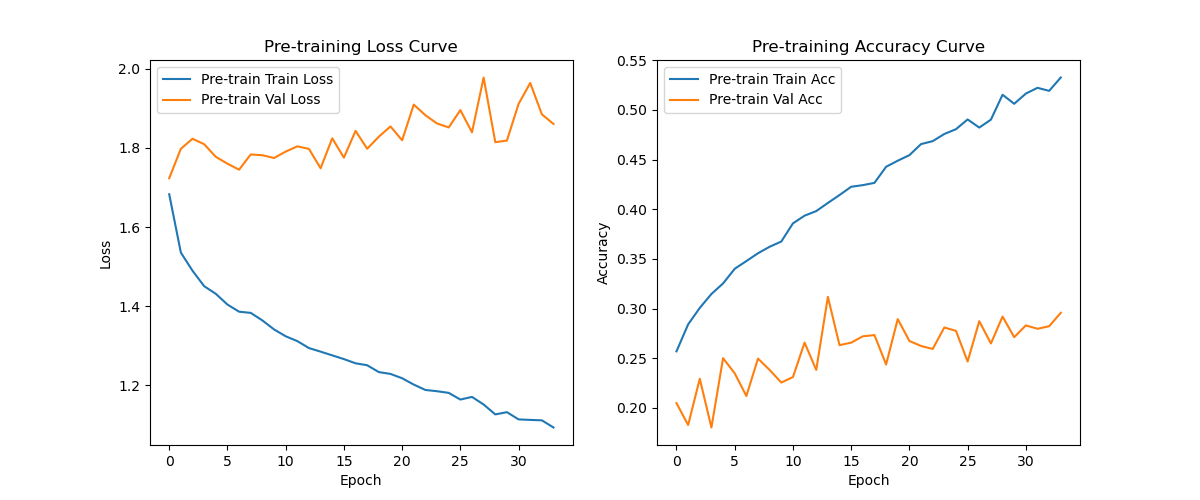 Pre-training Loss Curve
Pre-train Train Loss
Pre-train Val Loss
2.0
1.8
1.6
1.4
1.2
Loss
0 5 10 15 20 25 30
Epoch
Pre-training Accuracy Curve
Pre-train Train Acc
Pre-train Val Acc
0.55
0.50
0.45
0.40
0.35
0.30
0.25
0.20
Accuracy
0 5 10 15 20 25 30
Epoch